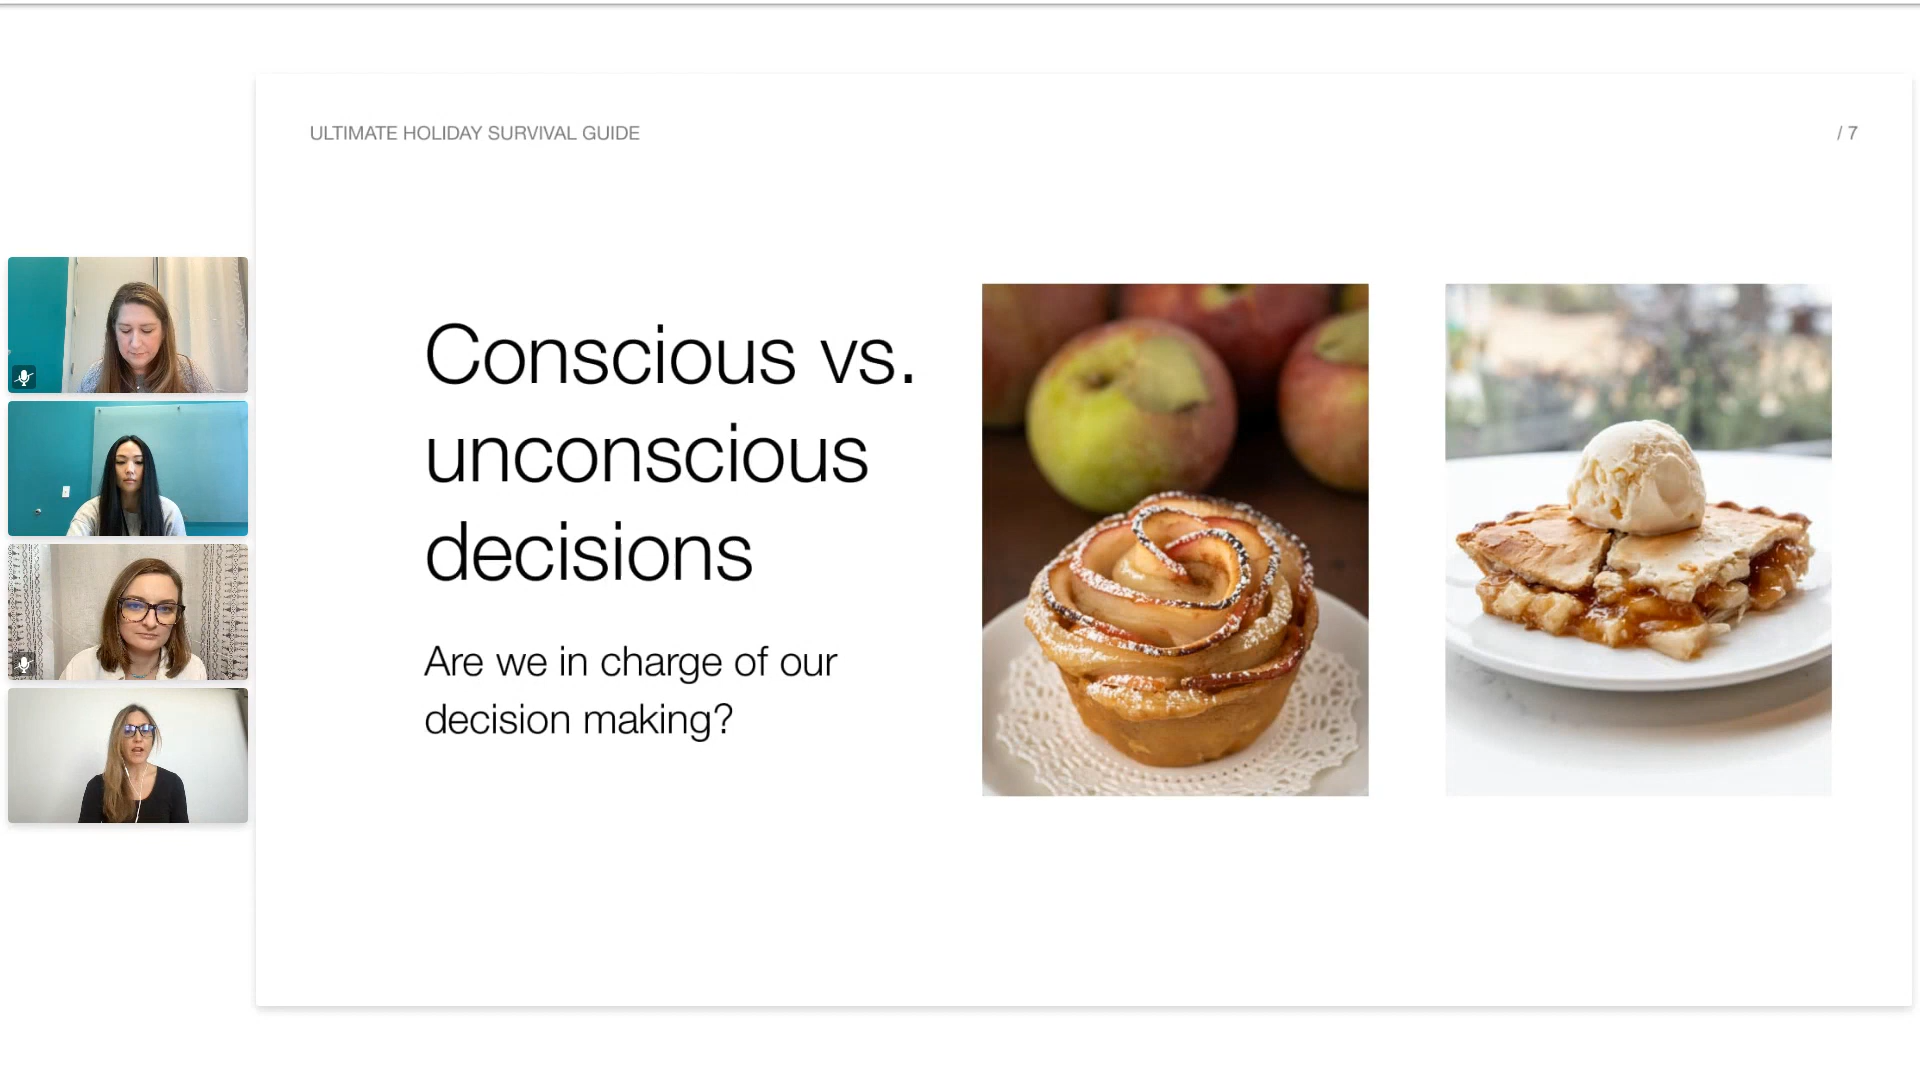 ULTIMATE HOLIDAY SURVIVAL GUIDE
/ 7
Conscious vs.
unconscious
decisions
Are we in charge of our
decision making?